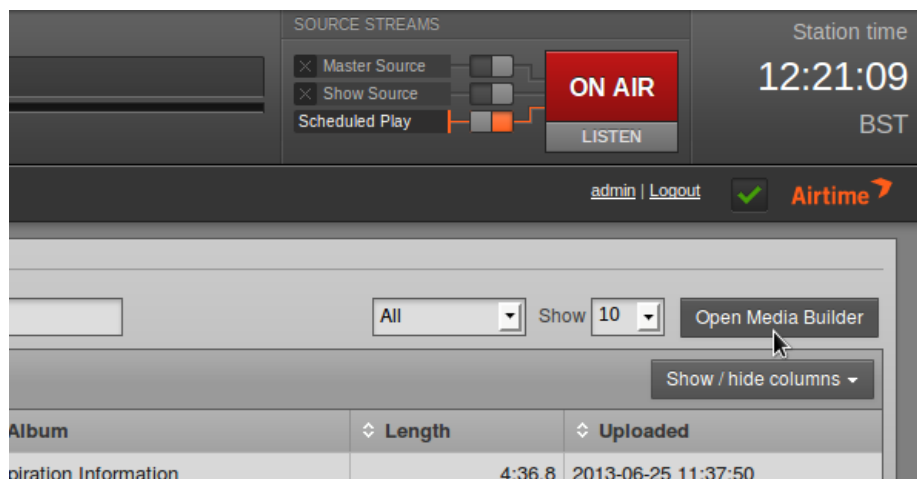 SOURCE STREAMS
Master Source
Show Source
Scheduled Play
ON AIR
LISTEN
Station time
12:21:09
BST
admin | Logout
Airtime
All
Show 10
Open Media Builder
Show / hide columns
Album
Length
Uploaded
piration Information
4:36.8
2013-06-25 11:37:50